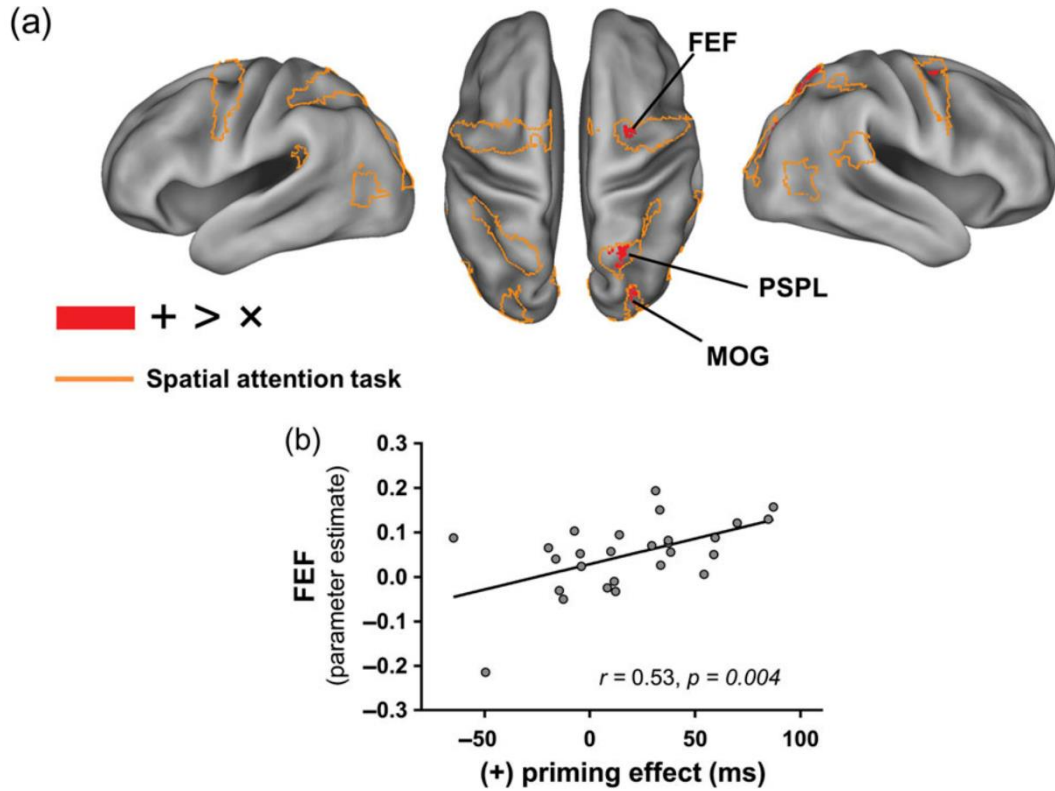 (a)
FEF
PSPL
MOG
+ > ×
Spatial attention task
(b)
0.3
0.2
0.1
0.0
–0.1
–0.2
–0.3
FEF
(parameter estimate)
r = 0.53, p = 0.004
–50 0 50 100
(+) priming effect (ms)